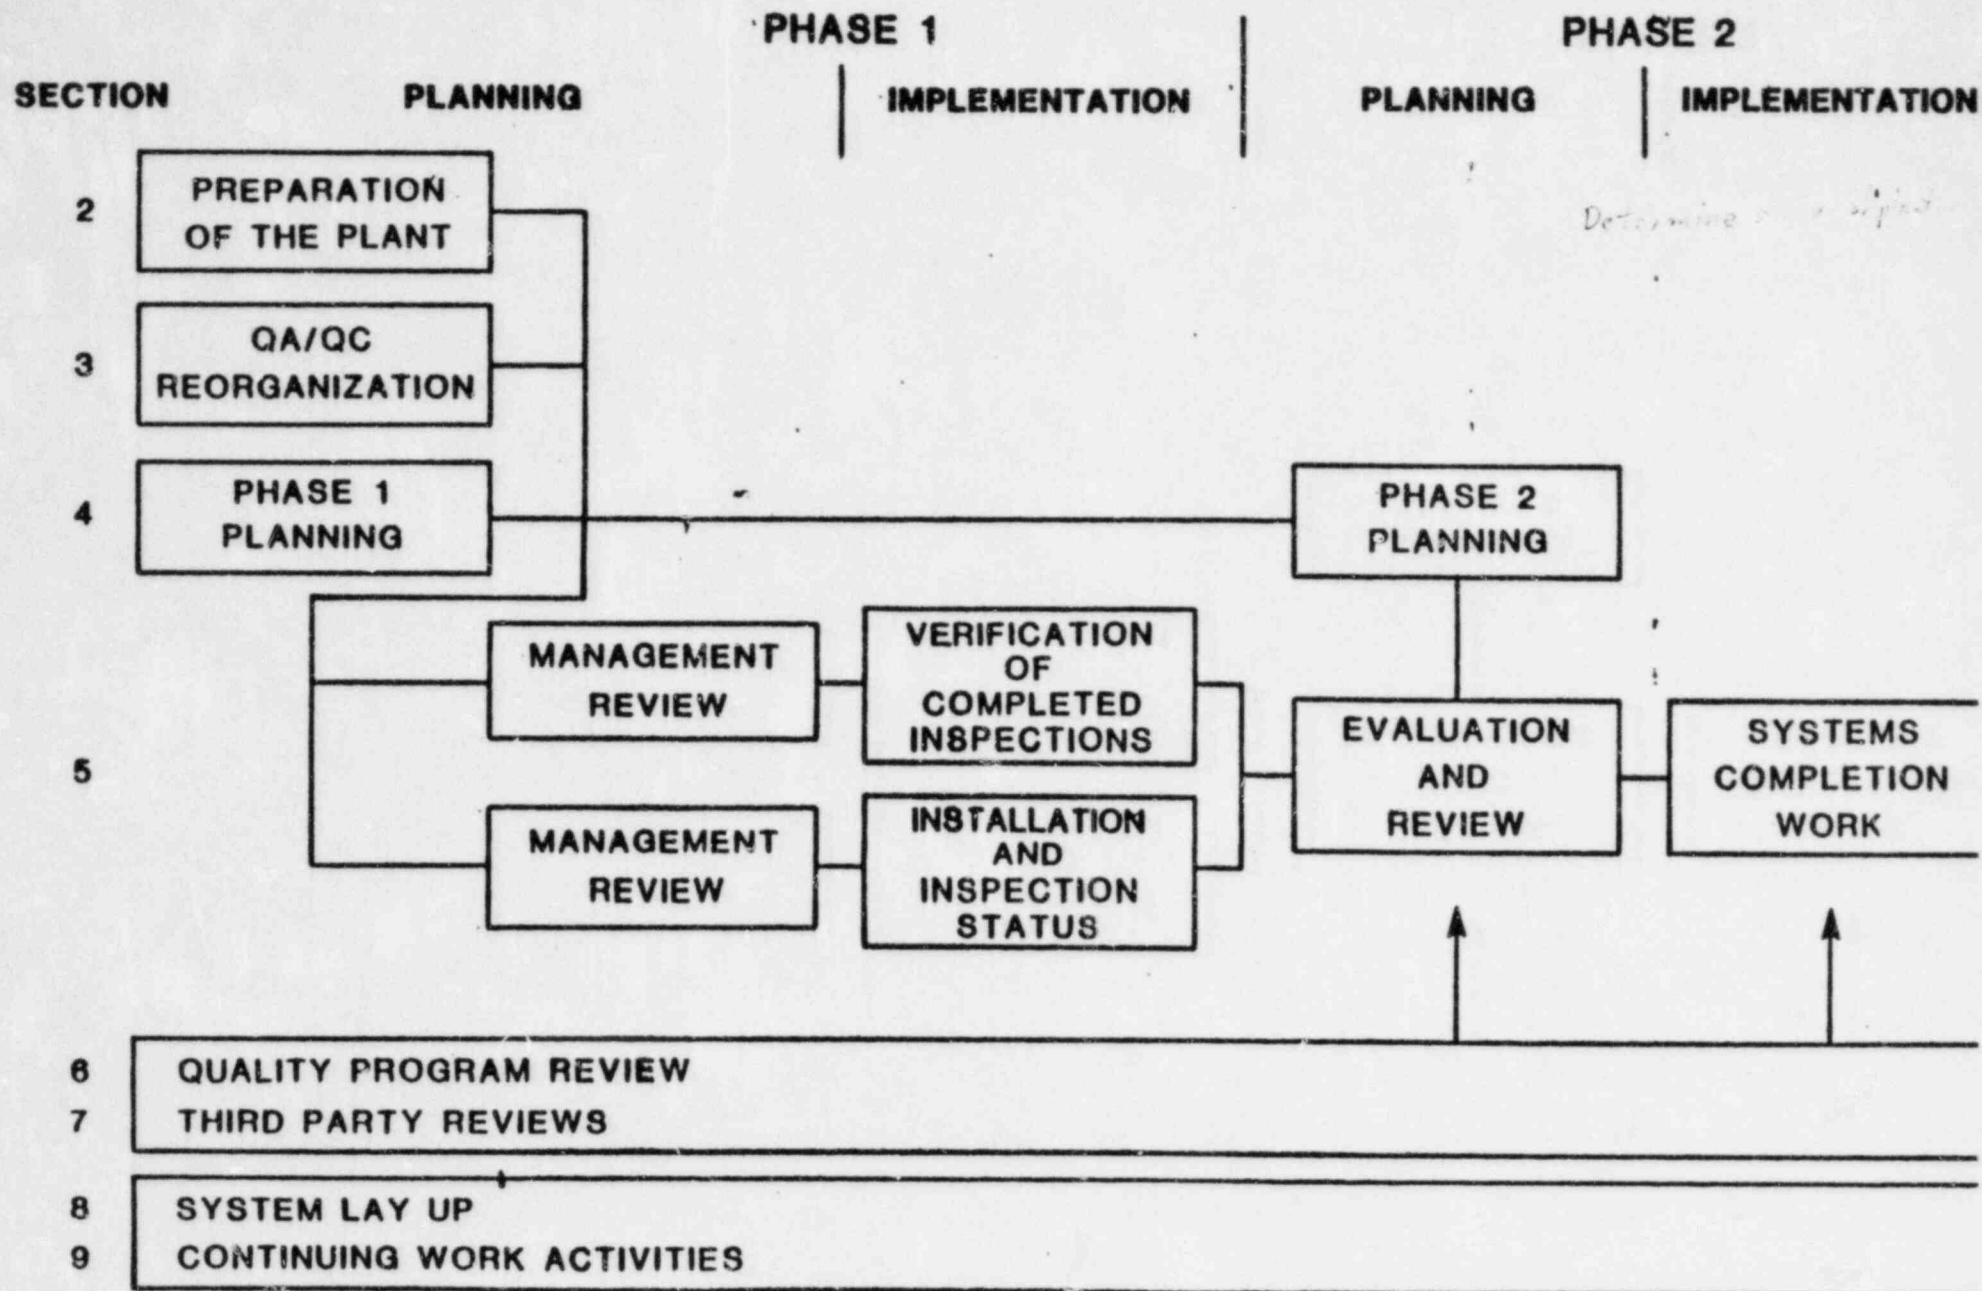 PHASE 1
PHASE 2
SECTION
PLANNING
IMPLEMENTATION
PLANNING
IMPLEMENTATION
2
PREPARATION
OF THE PLANT
Determine
3
QA/QC
REORGANIZATION
4
PHASE 1
PLANNING
PHASE 2
PLANNING
5
MANAGEMENT
REVIEW
VERIFICATION
OF
COMPLETED
INSPECTIONS
MANAGEMENT
REVIEW
INSTALLATION
AND
INSPECTION
STATUS
EVALUATION
AND
REVIEW
SYSTEMS
COMPLETION
WORK
6 QUALITY PROGRAM REVIEW
7 THIRD PARTY REVIEWS
8 SYSTEM LAY UP
9 CONTINUING WORK ACTIVITIES